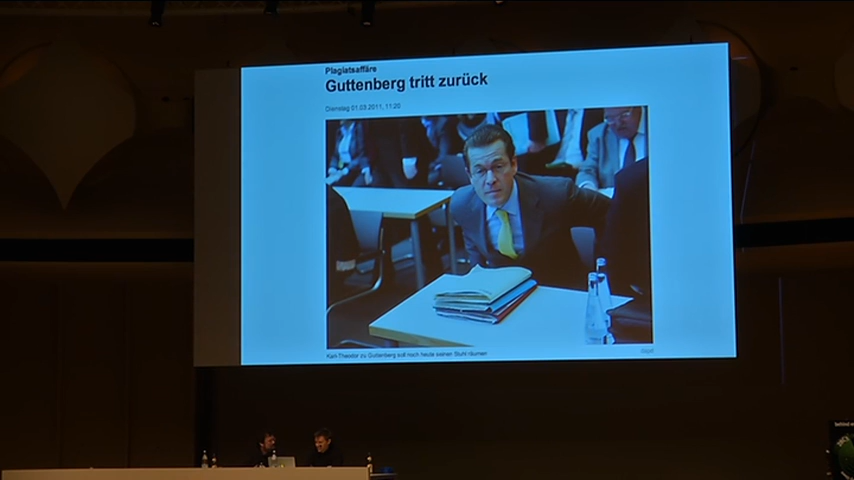 Plagiatsaffäre
Guttenberg tritt zurück
Dienstag 01.03.2011, 11:20
Karl-Theodor zu Guttenberg soll noch heute seinen Stuhl räumen